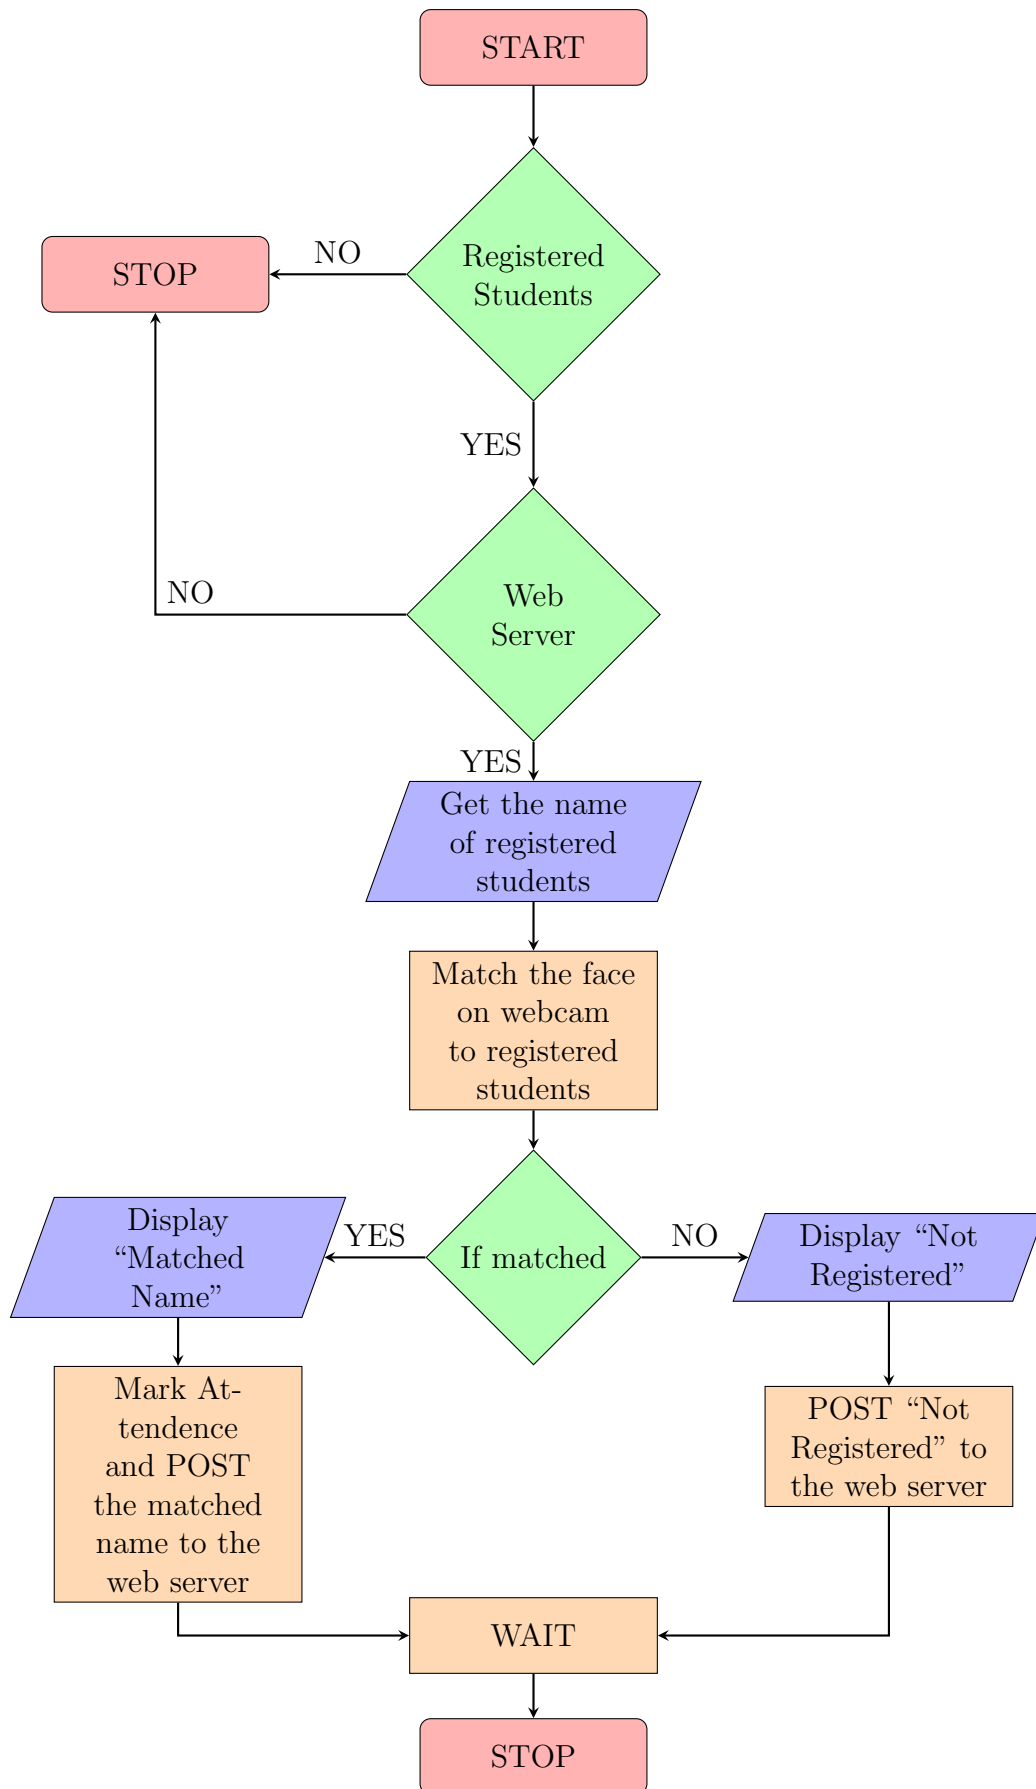 START
Registered
Students
NO
STOP
YES
Web
Server
NO
YES
Get the name
of registered
students
Match the face
on webcam
to registered
students
If matched
YES
Display
“Matched
Name”
NO
Display “Not
Registered”
Mark At-
tendence
and POST
the matched
name to the
web server
POST “Not
Registered” to
the web server
WAIT
STOP